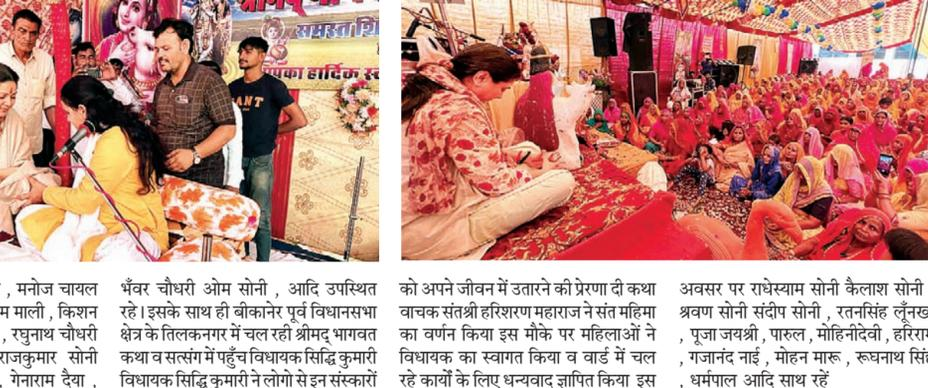 समस्त
पका हार्दिक
ANT
, मनोज चायल
म माली , किशन
, रघुनाथ चौधरी
राजकुमार सोनी
, गेनाराम दैया ,
भँवर चौधरी ओम सोनी , आदि उपस्थित
रहे। इसके साथ ही बीकानेर पूर्व विधानसभा
क्षेत्र के तिलकनगर में चल रही श्रीमद् भागवत
कथा व सत्संग में पहुँच विधायक सिद्धि कुमारी
विधायक सिद्धि कुमारी ने लोगो से इन संस्कारों
को अपने जीवन में उतारने की प्रेरणा दी कथा
वाचक संतश्री हरिशरण महाराज ने संत महिमा
का वर्णन किया इस मौके पर महिलाओं ने
विधायक का स्वागत किया व वार्ड में चल
रहे कार्यों के लिए धन्यवाद ज्ञापित किया इस
अवसर पर राधेस्याम सोनी कैलाश सोनी
श्रवण सोनी संदीप सोनी , रतनसिंह लूँनख
, पूजा जयश्री , पारुल , मोहिनीदेवी , हरिराम
, गजानंद नाई , मोहन मारू , रूघनाथ सिंह
, धर्मपाल आदि साथ रहें